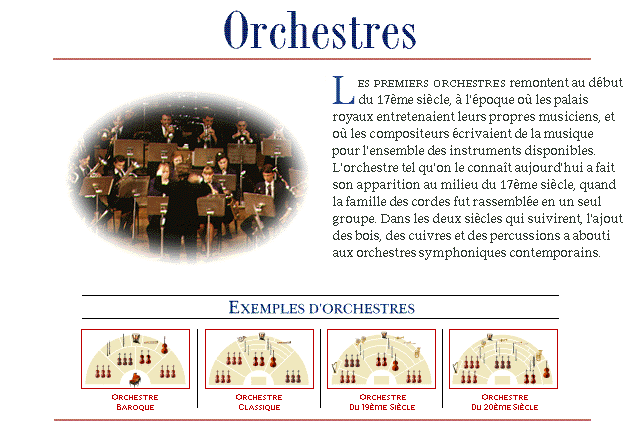 Orchestres
LES PREMIERS ORCHESTRES remontent au début
du 17ème siècle, à l'époque où les palais
royaux entretenaient leurs propres musiciens, et
où les compositeurs écrivaient de la musique
pour l'ensemble des instruments disponibles.
L'orchestre tel qu'on le connaît aujourd'hui a fait
son apparition au milieu du 17ème siècle, quand
la famille des cordes fut rassemblée en un seul
groupe. Dans les deux siècles qui suivirent, l'ajout
des bois, des cuivres et des percussions a abouti
aux orchestres symphoniques contemporains.
EXEMPLES D'ORCHESTRES
ORCHESTRE
BAROQUE
ORCHESTRE
CLASSIQUE
ORCHESTRE
DU 19ÈME SIÈCLE
ORCHESTRE
DU 20ÈME SIÈCLE